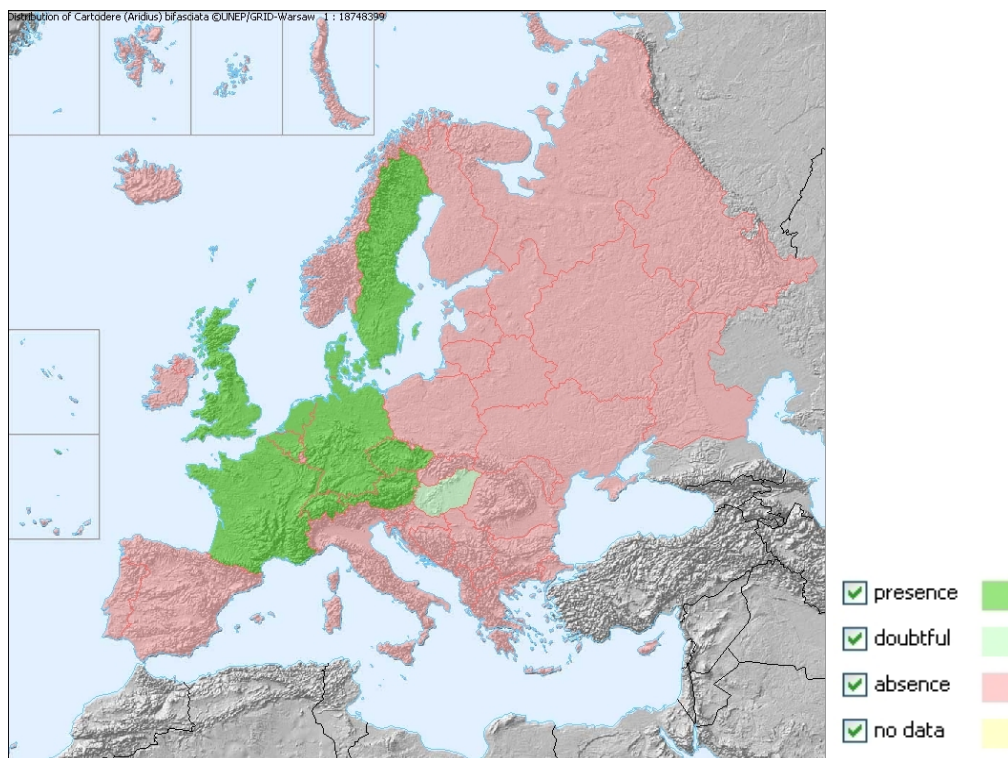 Distribution of Cartodere (Aridius) bifasciata ©UNEP/GRID-Warsaw 1 : 18748399
presence
doubtful
absence
no data